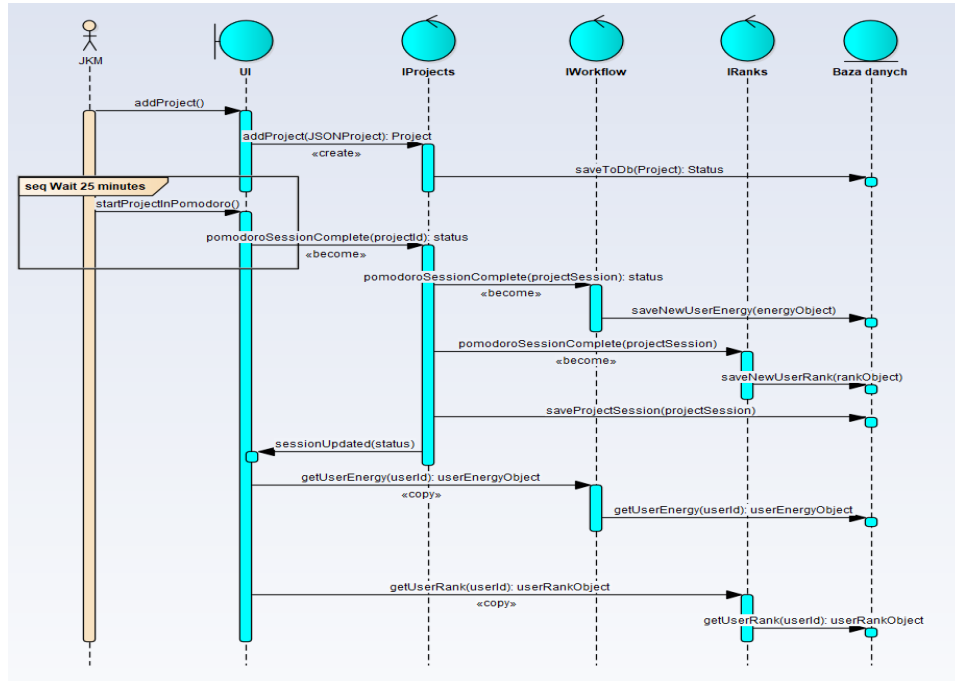 JKM
UI
IProjects
IWorkflow
IRanks
Baza danych
addProject()
addProject(JSONProject): Project
«create»
saveToDb(Project): Status
seq Wait 25 minutes
startProjectInPomodoro()
pomodoroSessionComplete(projectId): status
«become»
pomodoroSessionComplete(projectSession): status
«become»
saveNewUserEnergy(energyObject)
pomodoroSessionComplete(projectSession)
«become»
saveNewUserRank(rankObject)
saveProjectSession(projectSession)
sessionUpdated(status)
getUserEnergy(userId): userEnergyObject
«copy»
getUserEnergy(userId): userEnergyObject
getUserRank(userId): userRankObject
«copy»
getUserRank(userId): userRankObject